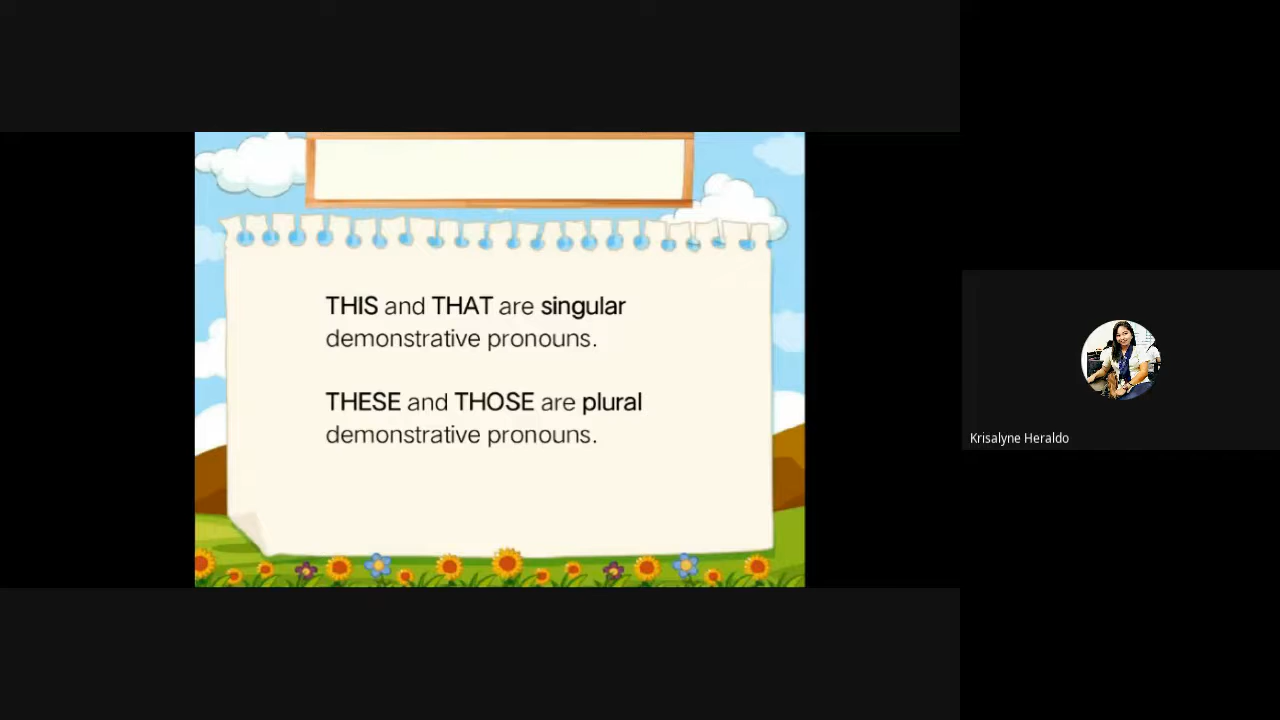 THIS and THAT are singular
demonstrative pronouns.
THESE and THOSE are plural
demonstrative pronouns.
Krisalyne Heraldo